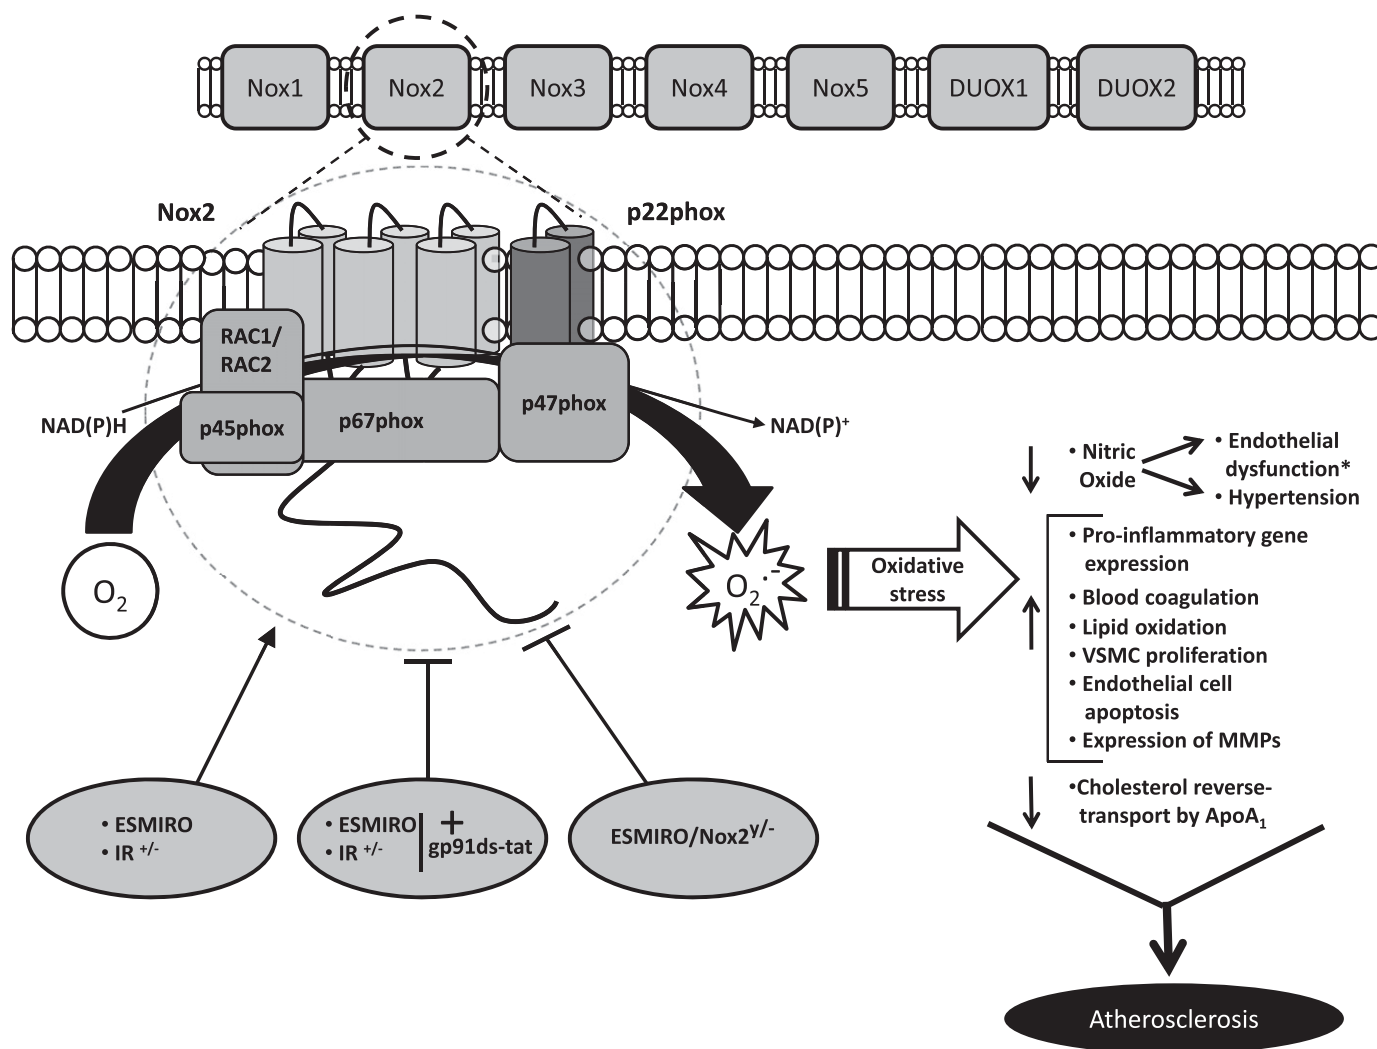 Nox1 Nox2 Nox3 Nox4 Nox5 DUOX1 DUOX2
Nox2
p22phox
RAC1/
RAC2
NAD(P)H
p45phox
p67phox
p47phox
NAD(P)+
O2
O2·-
Oxidative
stress
• Nitric
Oxide
• Endothelial
dysfunction*
• Hypertension
• Pro-inflammatory gene
expression
• Blood coagulation
• Lipid oxidation
• VSMC proliferation
• Endothelial cell
apoptosis
• Expression of MMPs
•Cholesterol reverse-
transport by ApoA1
• ESMIRO
• IR +/-
• ESMIRO
• IR +/-
+
gp91ds-tat
ESMIRO/Nox2y/-
Atherosclerosis